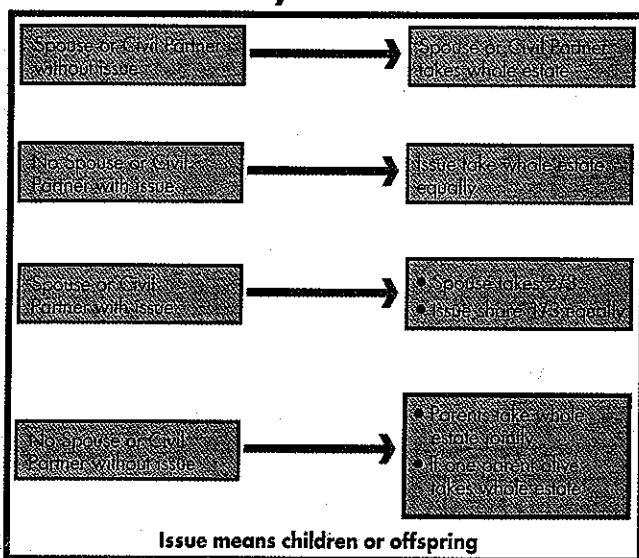 Spouse or Civil Partner
without issue
Spouse or Civil Partner
takes whole estate
No Spouse or Civil
Partner with issue
Issue take whole estate
equally
Spouse or Civil
Partner with issue
• Spouse takes 2/3
• Issue share 1/3 equally
No Spouse or Civil
Partner without issue
• Parents take whole
estate jointly
• If one parent alive
takes whole estate
Issue means children or offspring